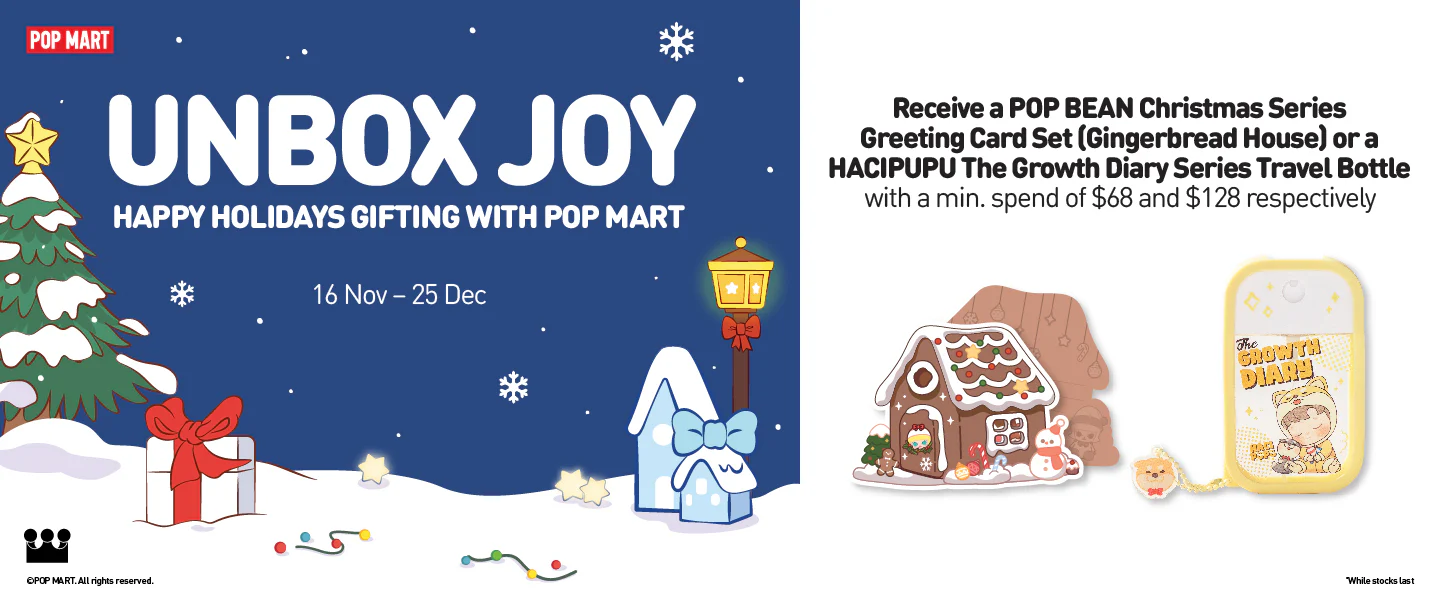 POP MART
UNBOX JOY
HAPPY HOLIDAYS GIFTING WITH POP MART
16 Nov – 25 Dec
©POP MART. All rights reserved.
Receive a POP BEAN Christmas Series
Greeting Card Set (Gingerbread House) or a
HACIPUPU The Growth Diary Series Travel Bottle
with a min. spend of $68 and $128 respectively
The
GROWTH
DIARY
HACI
PUPU
*While stocks last